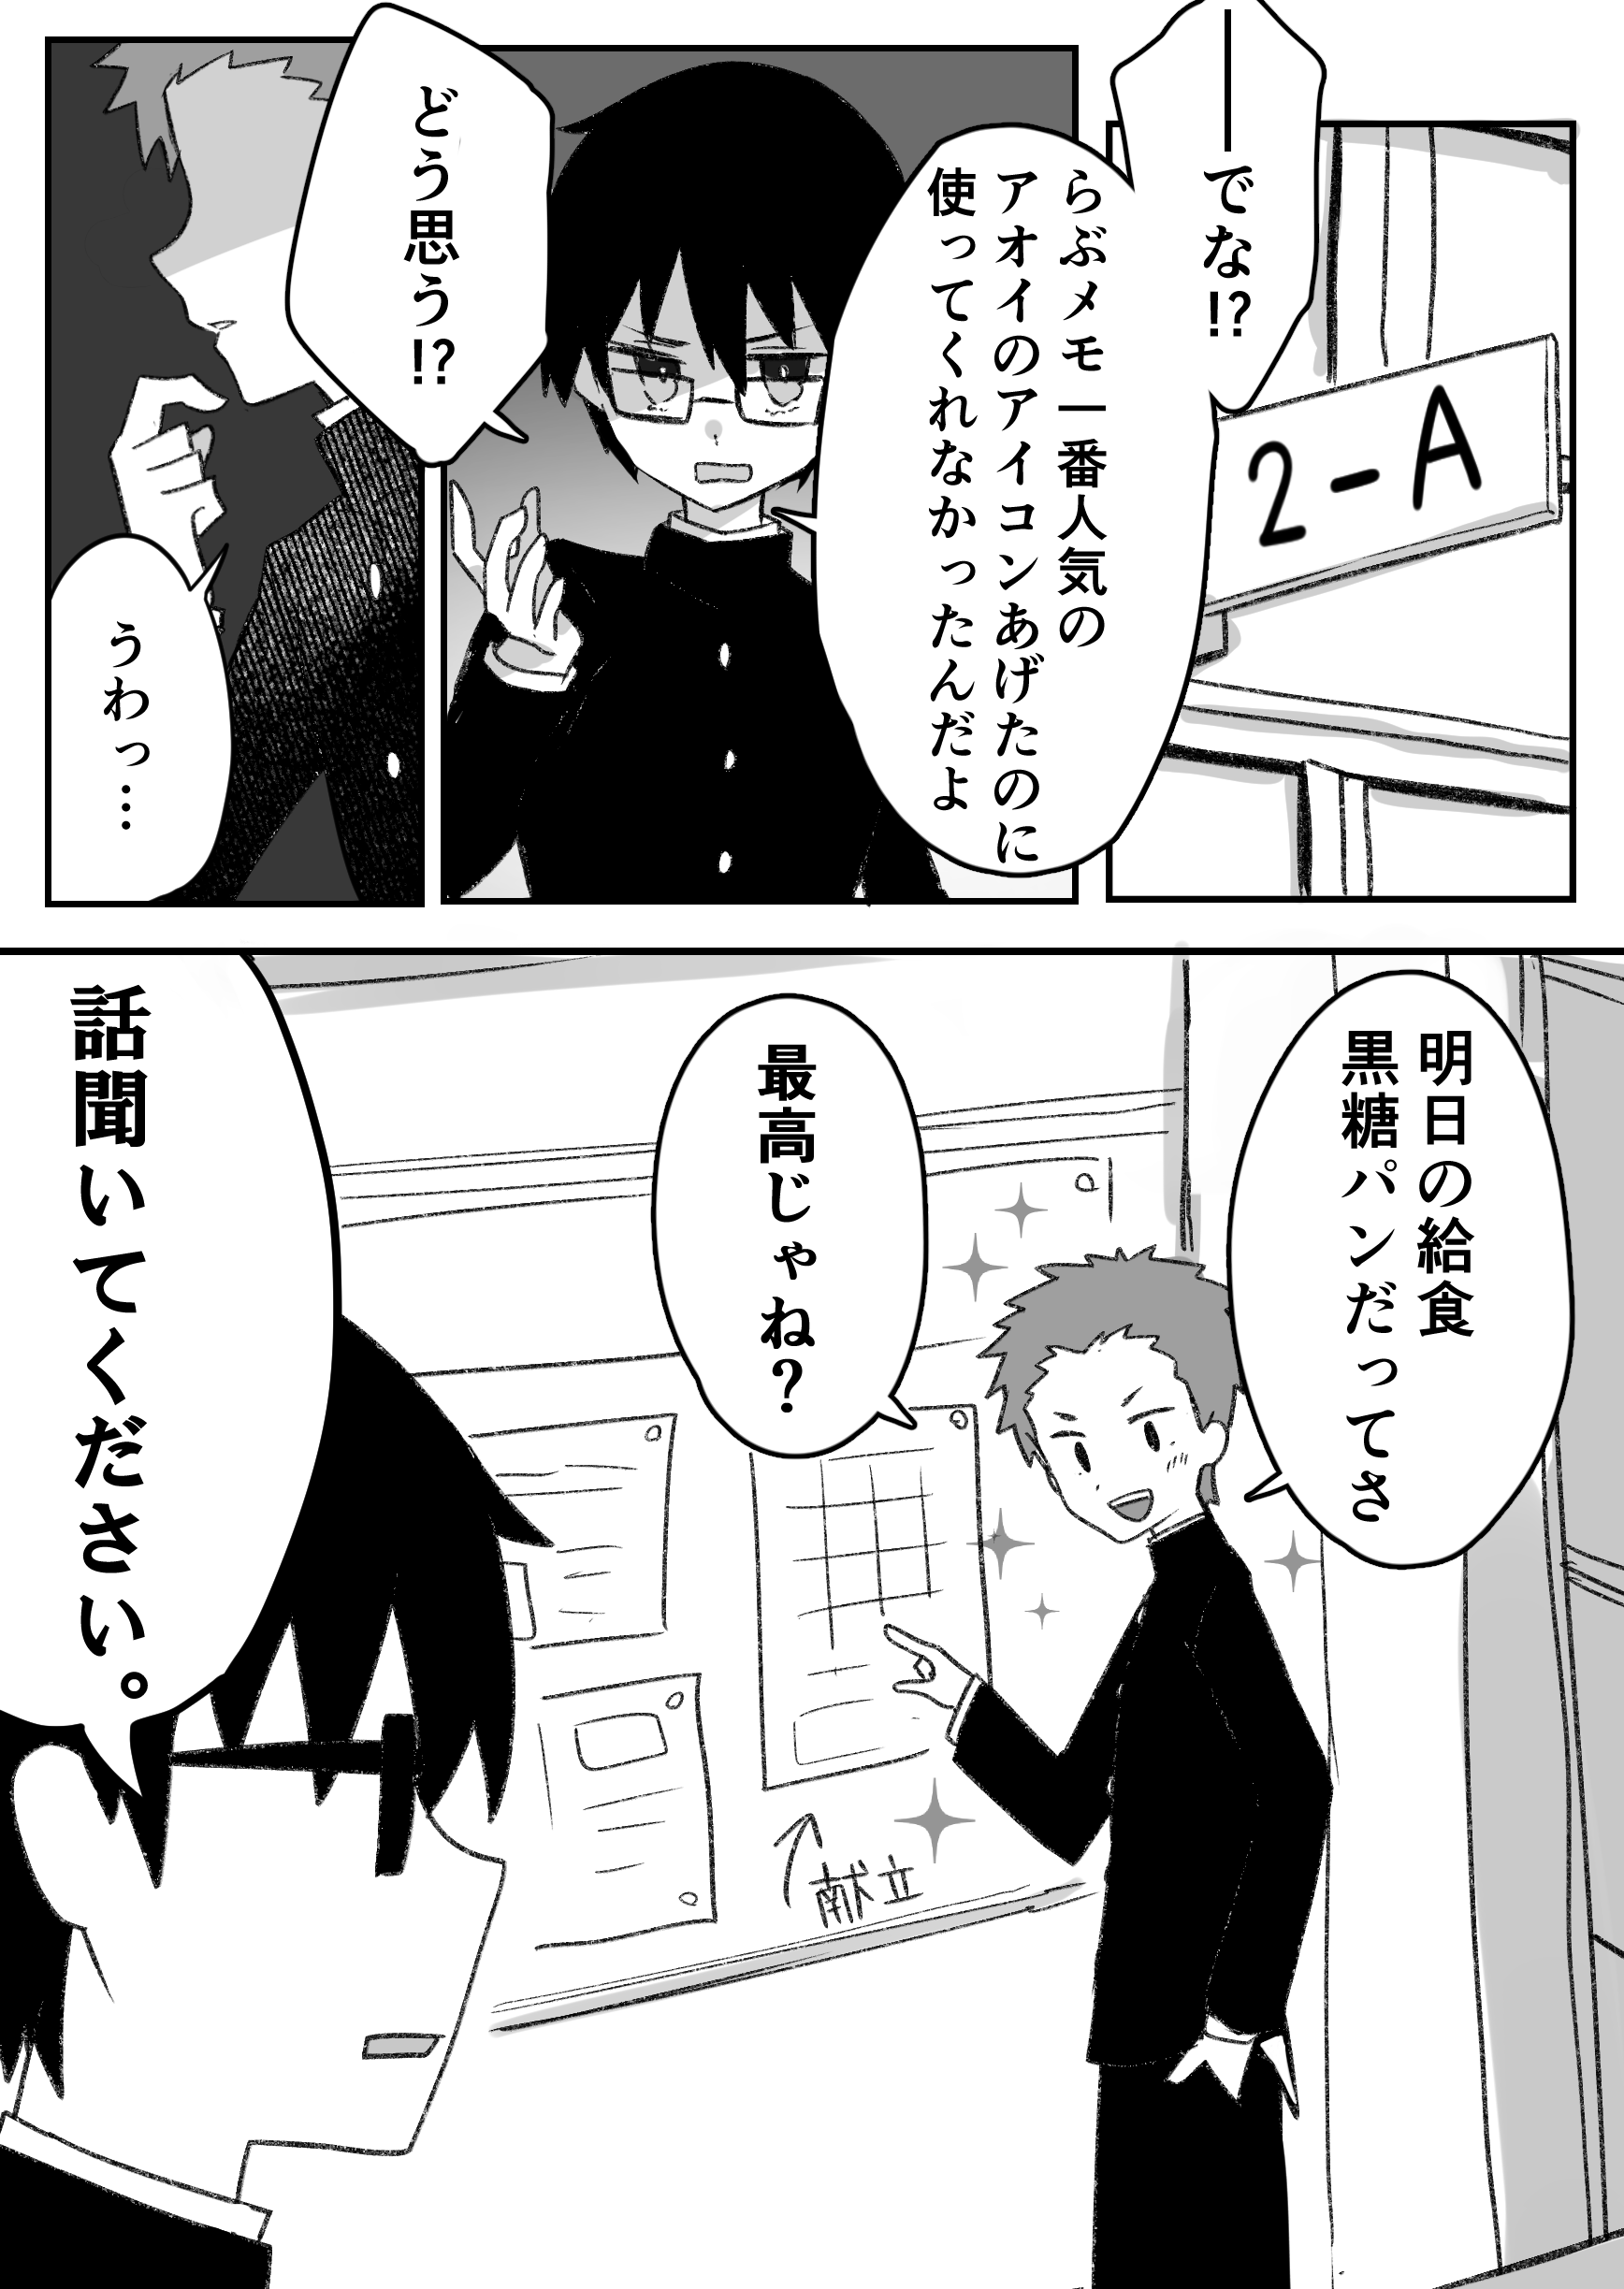 ―でな!?
2-A
らぶメモ一番人気の
アオイのアイコンあげたのに
使ってくれなかったんだよ
どう思う!?
うわっ…
明日の給食
黒糖パンだってさ
最高じゃね?
献立
話聞いてください。